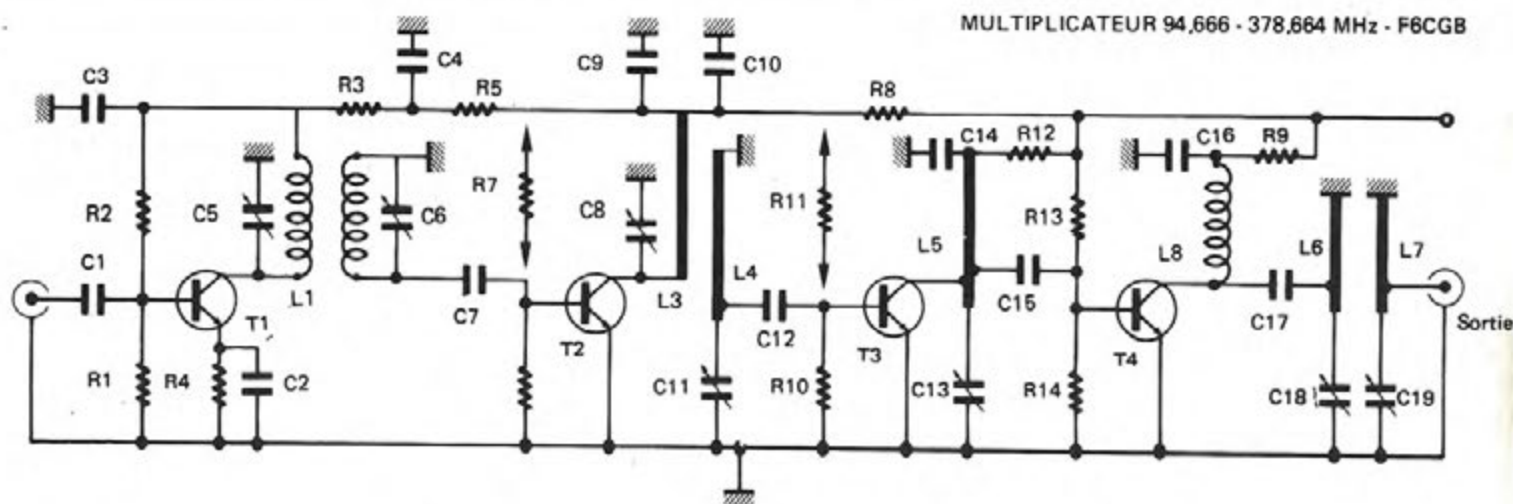 MULTIPLICATEUR 94,666 - 378,664 MHz - F6CGB
C3
C4
C9
C10
R3
R5
R8
C14
R12
C16
R9
R2
C5
C6
R7
C8
R11
R13
L5
L8
L6
L7
C1
L1
L3
L4
C7
C15
C17
T1
T2
C12
T3
T4
Sortie
R1
R4
C2
C11
R10
C13
R14
C18
C19